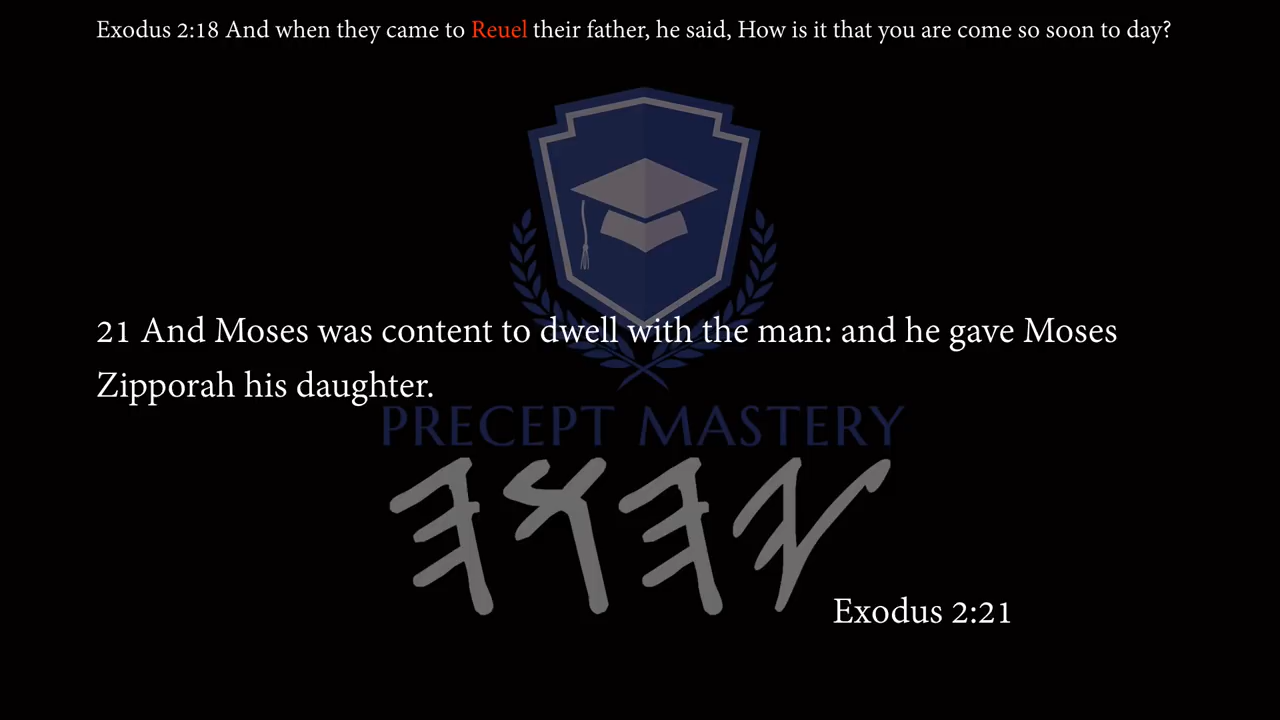 Exodus 2:18 And when they came to Reuel their father, he said, How is it that you are come so soon to day?
21 And Moses was content to dwell with the man: and he gave Moses
Zipporah his daughter.
PRECEPT MASTERY
𐤉𐤄𐤅𐤄
Exodus 2:21